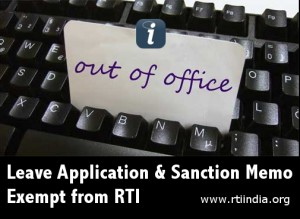 i
out of office
C
V
B
N
M
Leave Application & Sanction Memo
Exempt from RTI www.rtiindia.org